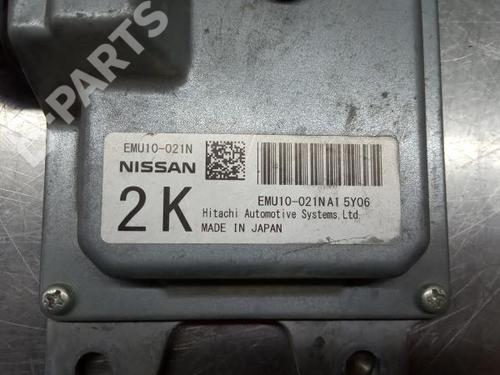 B-PARTS
EMU10-021N
NISSAN
EMU10-021NA1 5Y06
2K
Hitachi Automotive Systems,Ltd.
MADE IN JAPAN